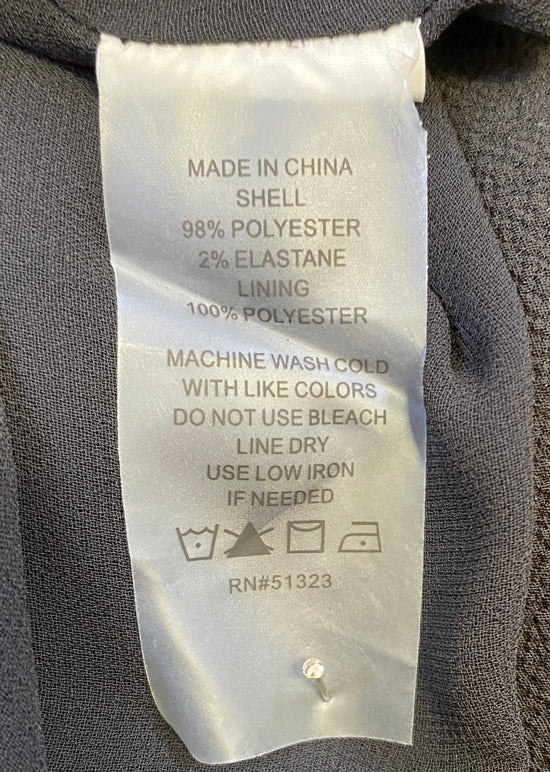 MADE IN CHINA
SHELL
98% POLYESTER
2% ELASTANE
LINING
100% POLYESTER
MACHINE WASH COLD
WITH LIKE COLORS
DO NOT USE BLEACH
LINE DRY
USE LOW IRON
IF NEEDED
RN#51323